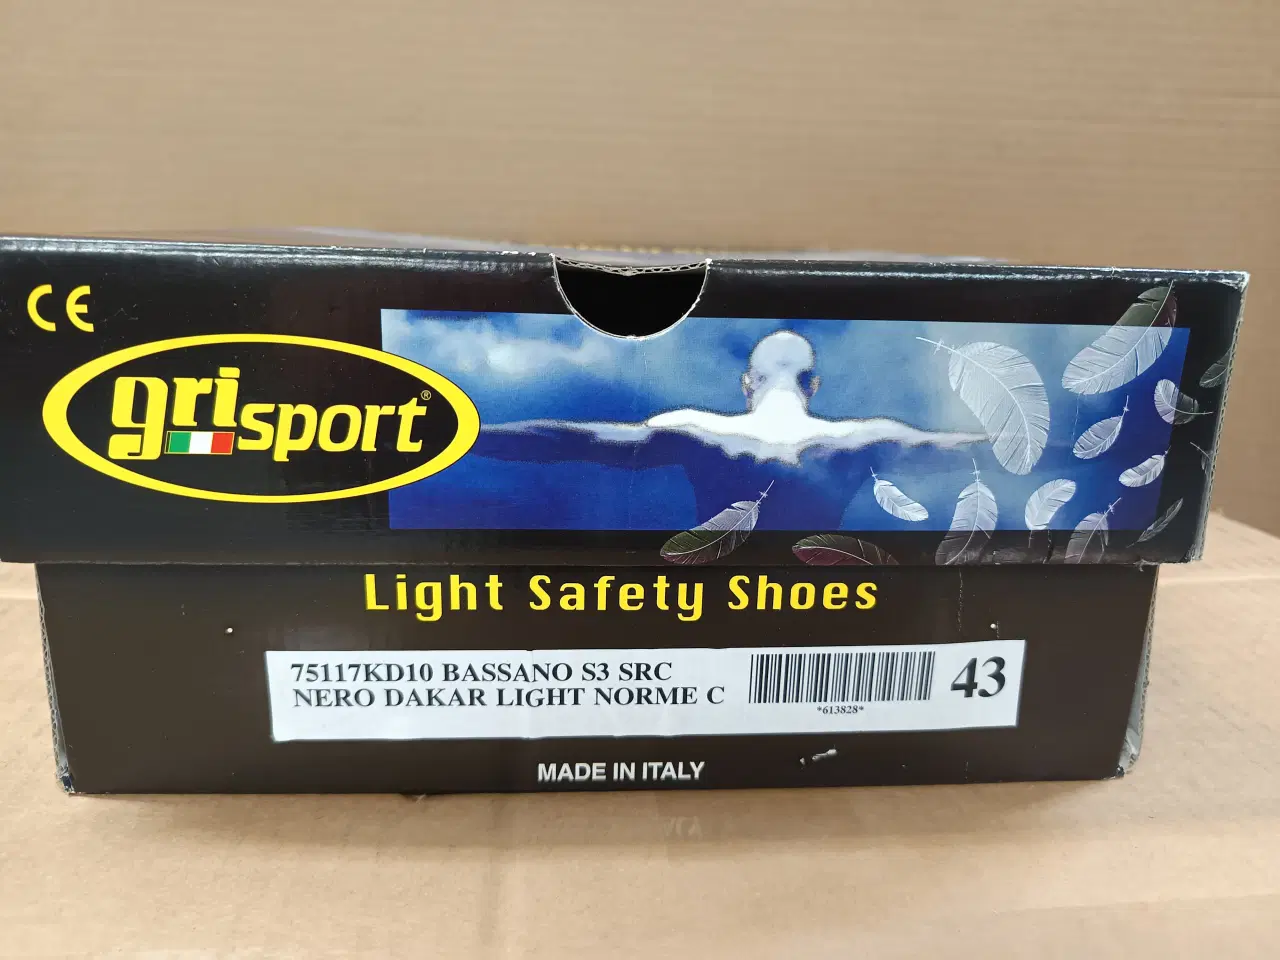 CE
grisport®
Light Safety Shoes
75117KD10 BASSANO S3 SRC
NERO DAKAR LIGHT NORME C
*613828*
43
MADE IN ITALY